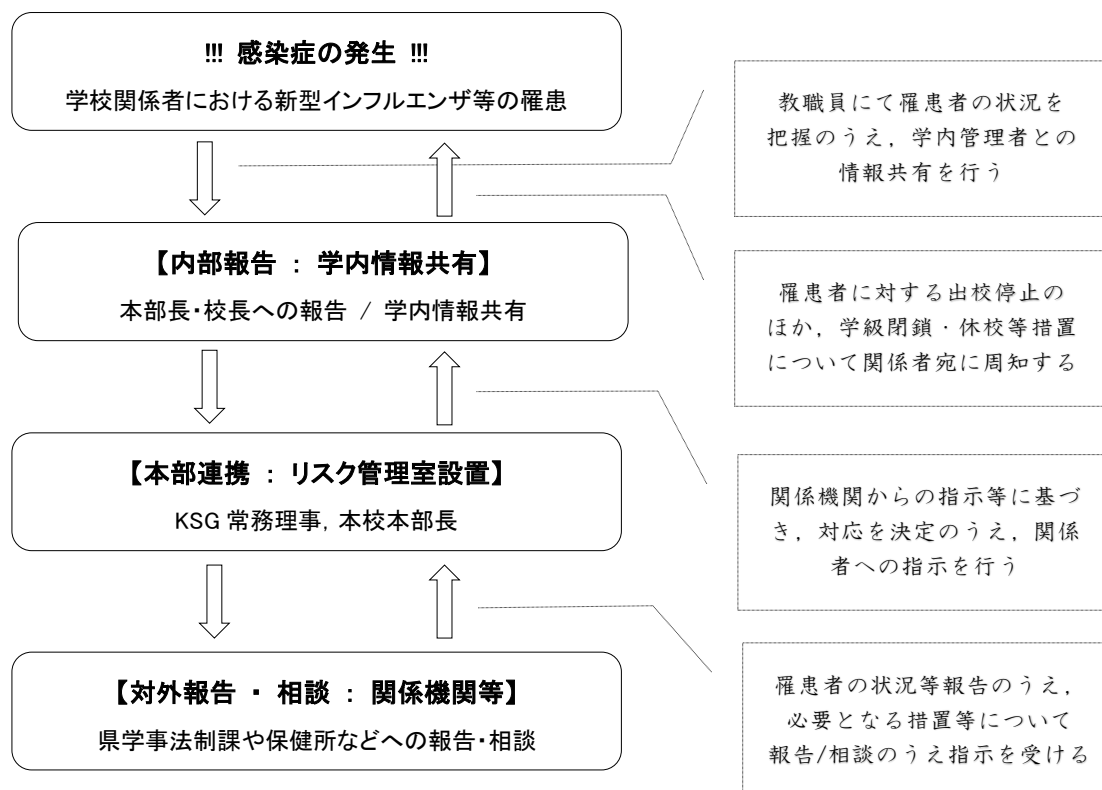 !!! 感染症の発生 !!!
学校関係者における新型インフルエンザ等の罹患
【内部報告 : 学内情報共有】
本部長・校長への報告 / 学内情報共有
【本部連携 : リスク管理室設置】
KSG 常務理事, 本校本部長
【対外報告 ・ 相談 : 関係機関等】
県学事法制課や保健所などへの報告・相談
教職員にて罹患者の状況を
把握のうえ, 学内管理者との
情報共有を行う
罹患者に対する出校停止の
ほか, 学級閉鎖・休校等措置
について関係者宛に周知する
関係機関からの指示等に基づ
き, 対応を決定のうえ, 関係
者への指示を行う
罹患者の状況等報告のうえ,
必要となる措置等について
報告/相談のうえ指示を受ける